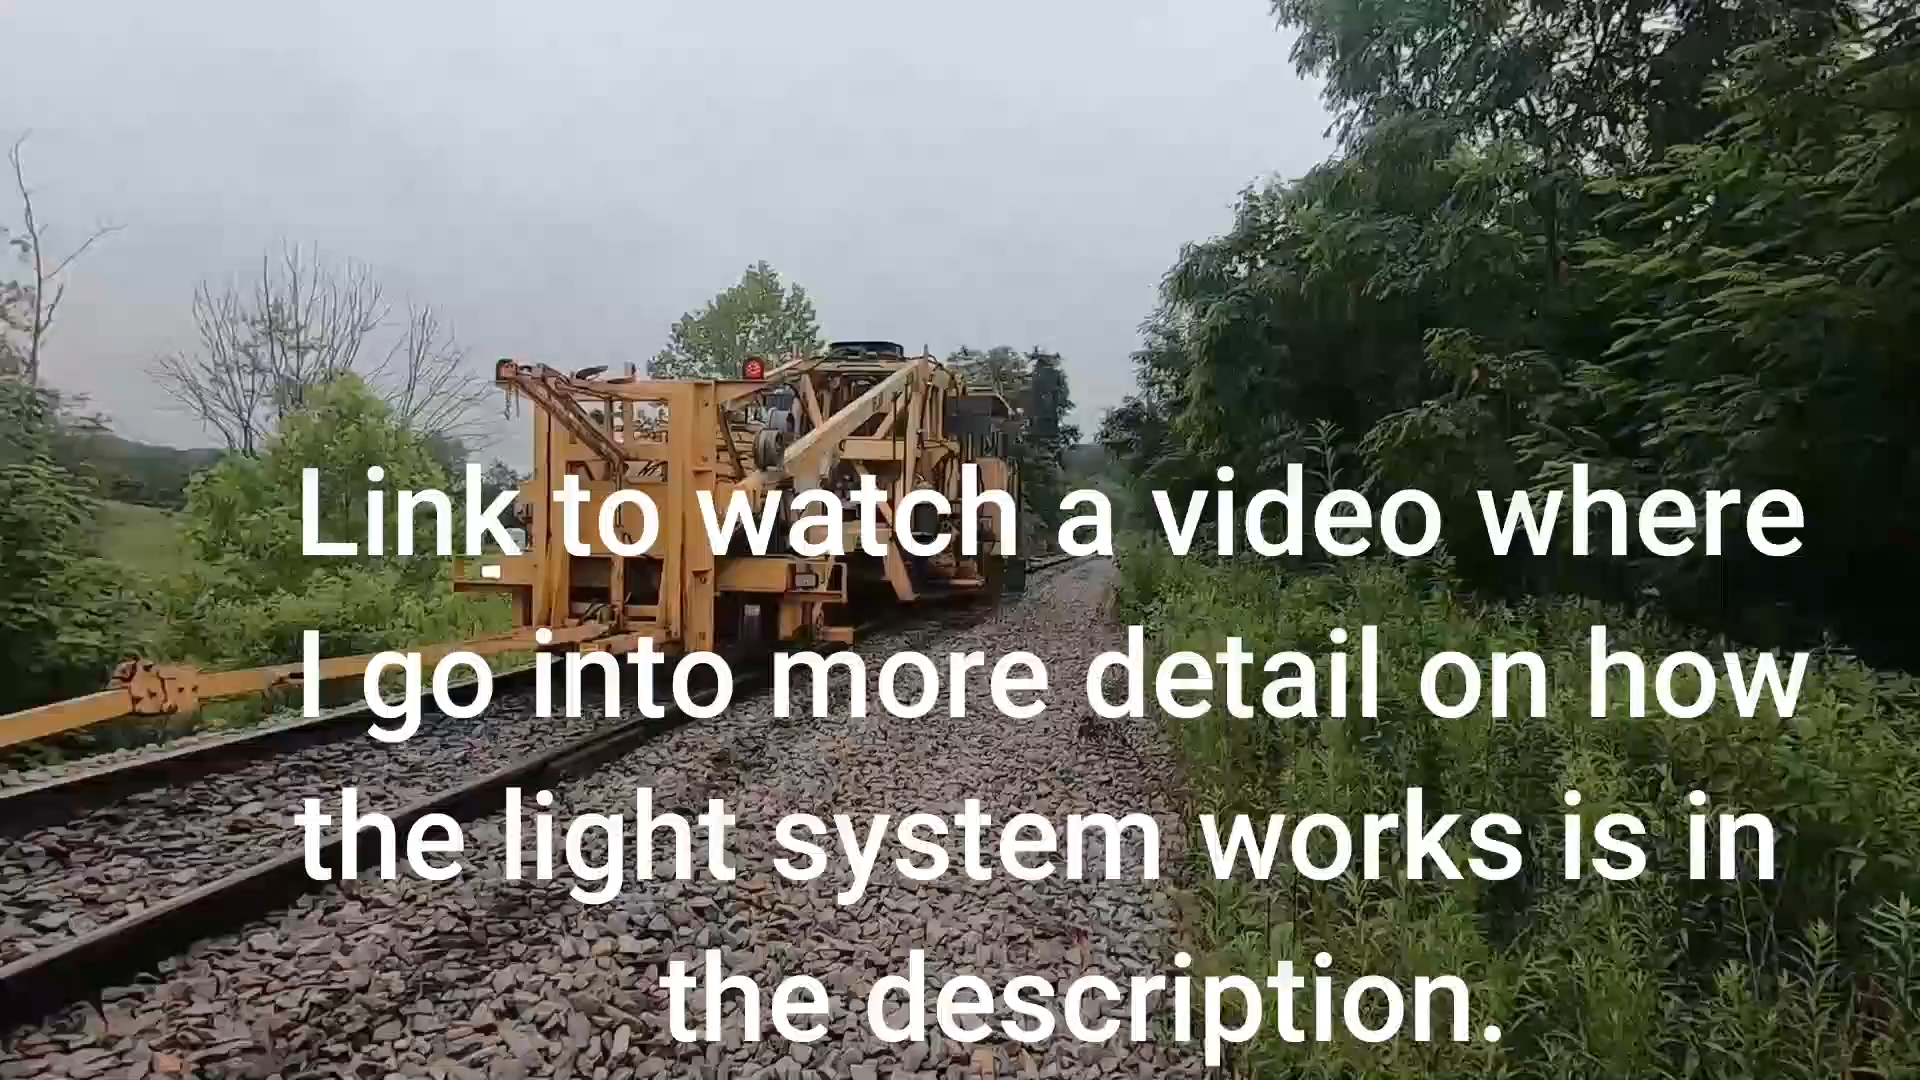 Link to watch a video where
I go into more detail on how
the light system works is in
the description.